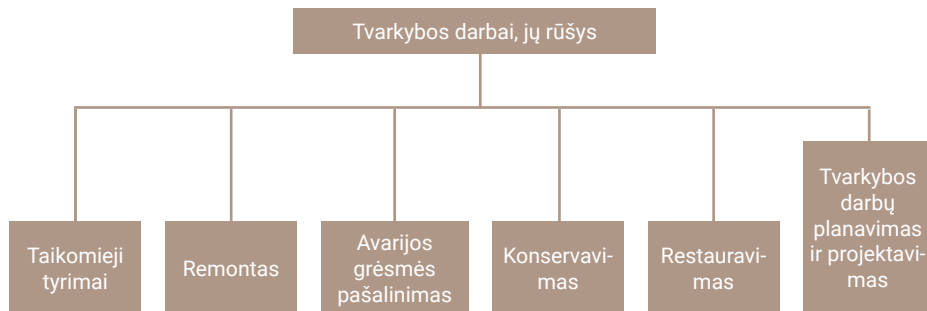 Tvarkybos darbai, jų rūšys
Taikomieji
tyrimai
Remontas
Avarijos
grėsmės
pašalinimas
Konservavi-
mas
Restauravi-
mas
Tvarkybos
darbų
planavimas
ir projektavi-
mas